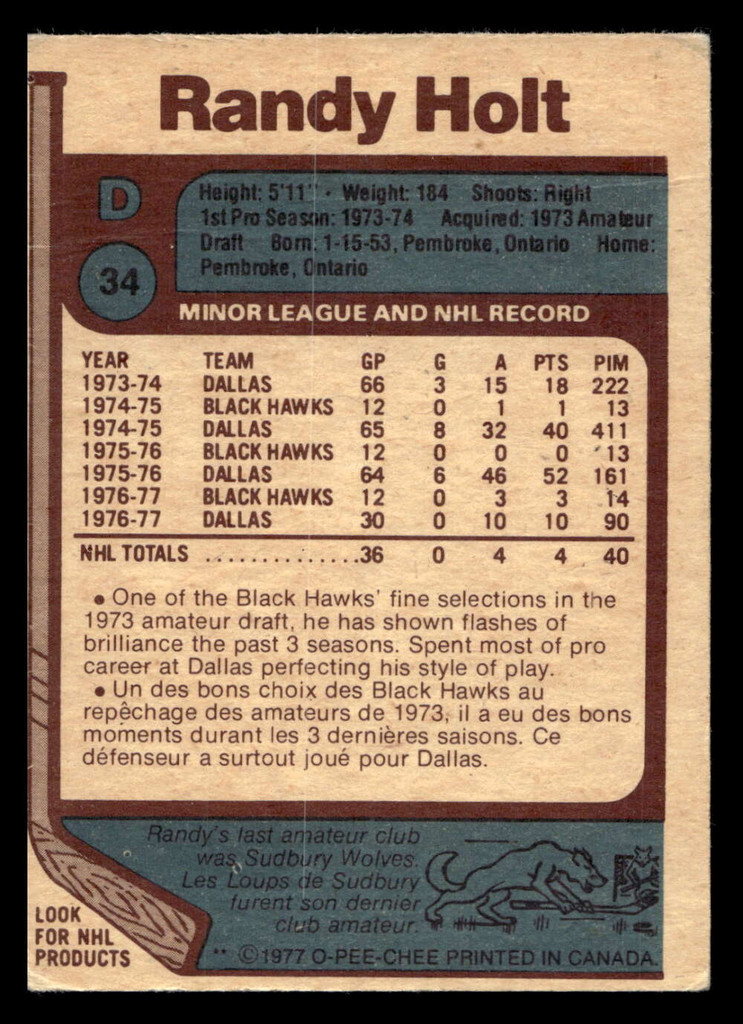 Randy Holt
D
34
Height: 5'11" · Weight: 184 Shoots: Right
1st Pro Season: 1973-74 Acquired: 1973 Amateur
Draft Born: 1-15-53, Pembroke, Ontario Home:
Pembroke, Ontario
MINOR LEAGUE AND NHL RECORD
YEAR TEAM GP G A PTS PIM
1973-74 DALLAS 66 3 15 18 222
1974-75 BLACK HAWKS 12 0 1 1 13
1974-75 DALLAS 65 8 32 40 411
1975-76 BLACK HAWKS 12 0 0 0 13
1975-76 DALLAS 64 6 46 52 161
1976-77 BLACK HAWKS 12 0 3 3 14
1976-77 DALLAS 30 0 10 10 90
NHL TOTALS ..............36 0 4 4 40
• One of the Black Hawks' fine selections in the
1973 amateur draft, he has shown flashes of
brilliance the past 3 seasons. Spent most of pro
career at Dallas perfecting his style of play.
• Un des bons choix des Black Hawks au
repêchage des amateurs de 1973, il a eu des bons
moments durant les 3 dernières saisons. Ce
défenseur a surtout joué pour Dallas.
Randy's last amateur club
was Sudbury Wolves.
Les Loups de Sudbury
furent son dernier
club amateur.
LOOK
FOR NHL
PRODUCTS
** ©1977 O-PEE-CHEE PRINTED IN CANADA.